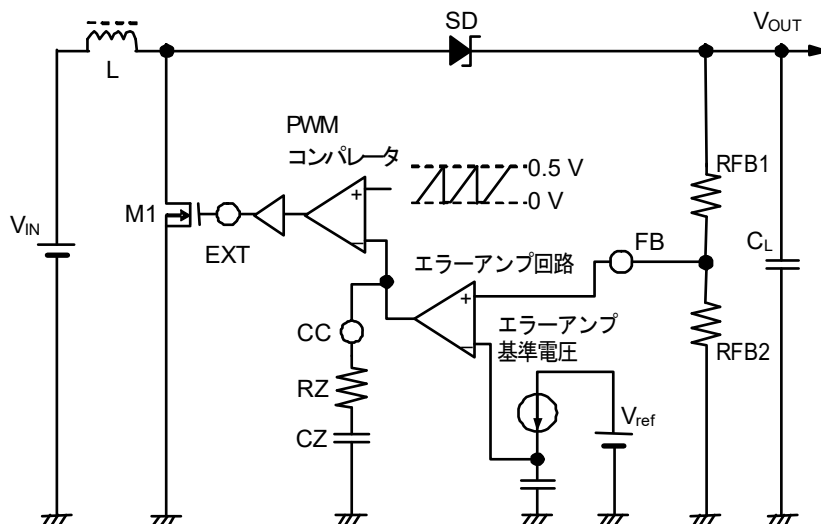 SD
VOUT
L
PWM
コンパレータ
0.5 V
0 V
RFB1
M1
VIN
EXT
FB
CL
エラーアンプ回路
CC
エラーアンプ
基準電圧
RFB2
RZ
Vref
CZ
+
−
+
−